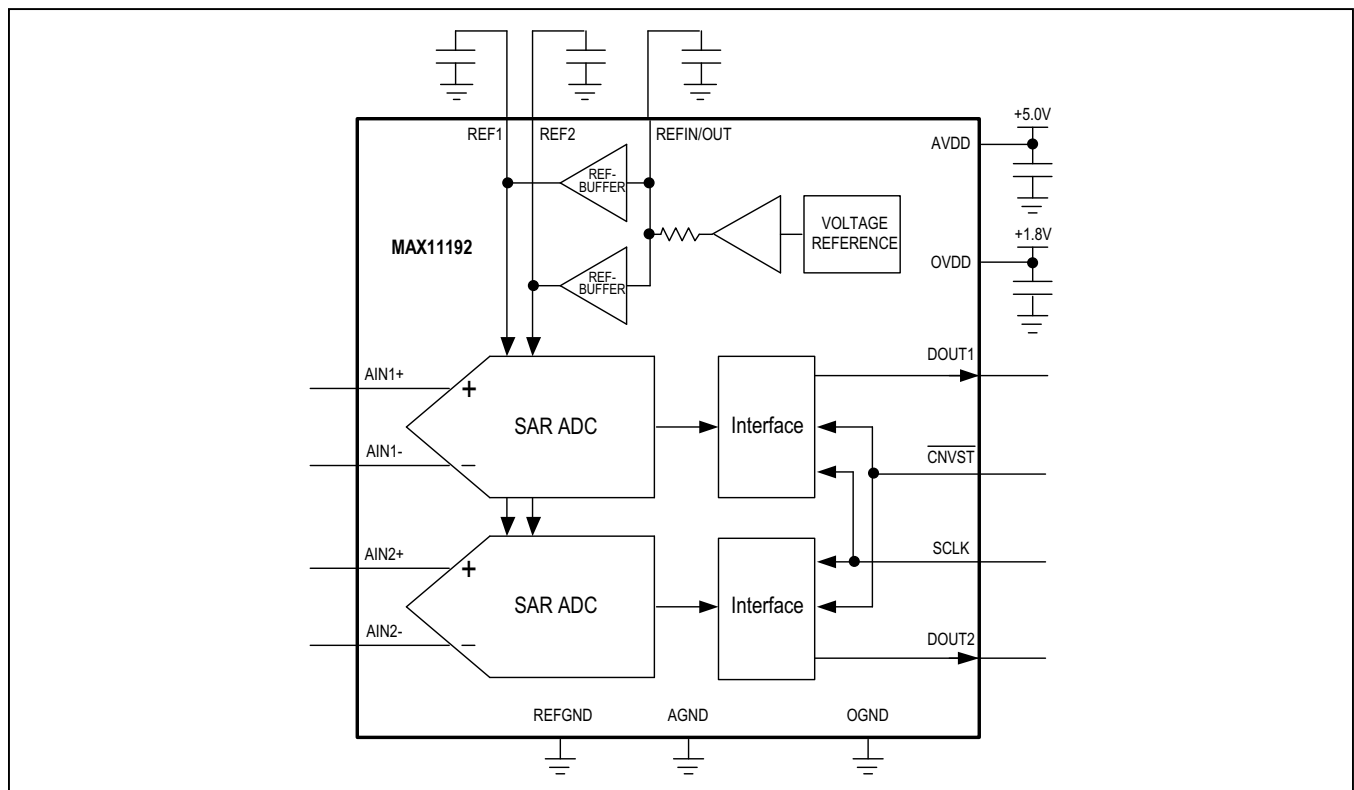 +5.0V
REF1
REF2
REFIN/OUT
AVDD
REF-
BUFFER
MAX11192
VOLTAGE
REFERENCE
+1.8V
OVDD
REF-
BUFFER
DOUT1
AIN1+
+
SAR ADC
Interface
AIN1-
–
CNVST
SCLK
AIN2+
+
SAR ADC
Interface
AIN2-
–
DOUT2
REFGND
AGND
OGND